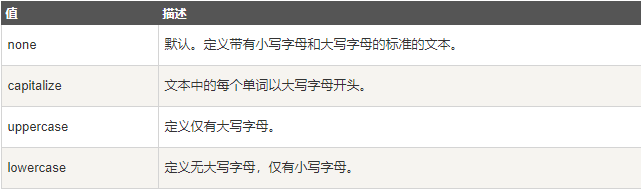 值 描述
none 默认。定义带有小写字母和大写字母的标准的文本。
capitalize 文本中的每个单词以大写字母开头。
uppercase 定义仅有大写字母。
lowercase 定义无大写字母，仅有小写字母。